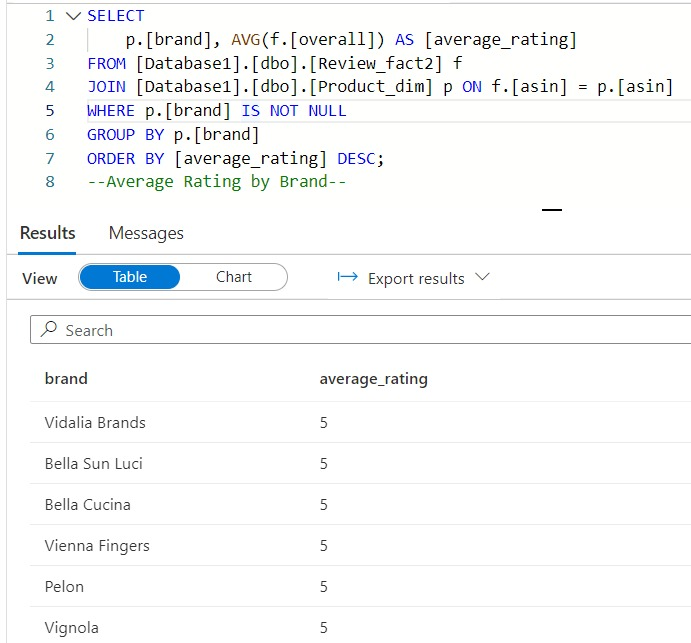 1 SELECT
2 p.[brand], AVG(f.[overall]) AS [average_rating]
3 FROM [Database1].[dbo].[Review_fact2] f
4 JOIN [Database1].[dbo].[Product_dim] p ON f.[asin] = p.[asin]
5 WHERE p.[brand] IS NOT NULL
6 GROUP BY p.[brand]
7 ORDER BY [average_rating] DESC;
8 --Average Rating by Brand--
Results Messages
View Table Chart Export results
Search
brand average_rating
Vidalia Brands 5
Bella Sun Luci 5
Bella Cucina 5
Vienna Fingers 5
Pelon 5
Vignola 5